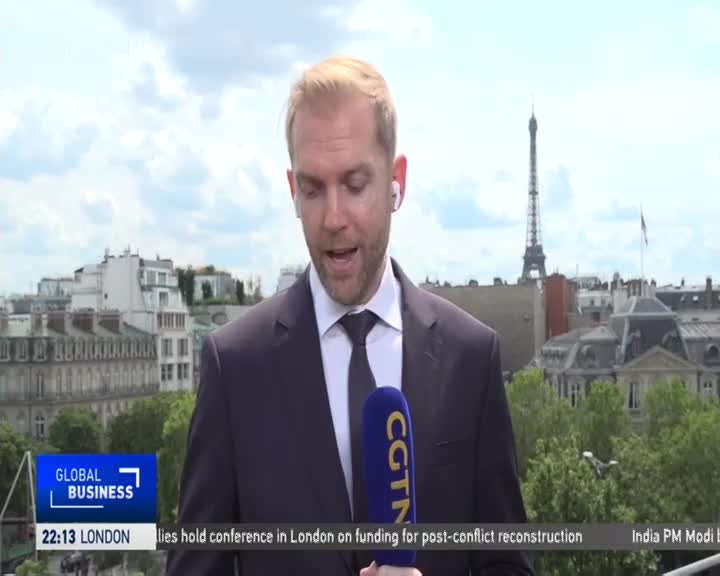 CGTN
GLOBAL
BUSINESS
22:13 LONDON
llies hold conference in London on funding for post-conflict reconstruction
India PM Modi b